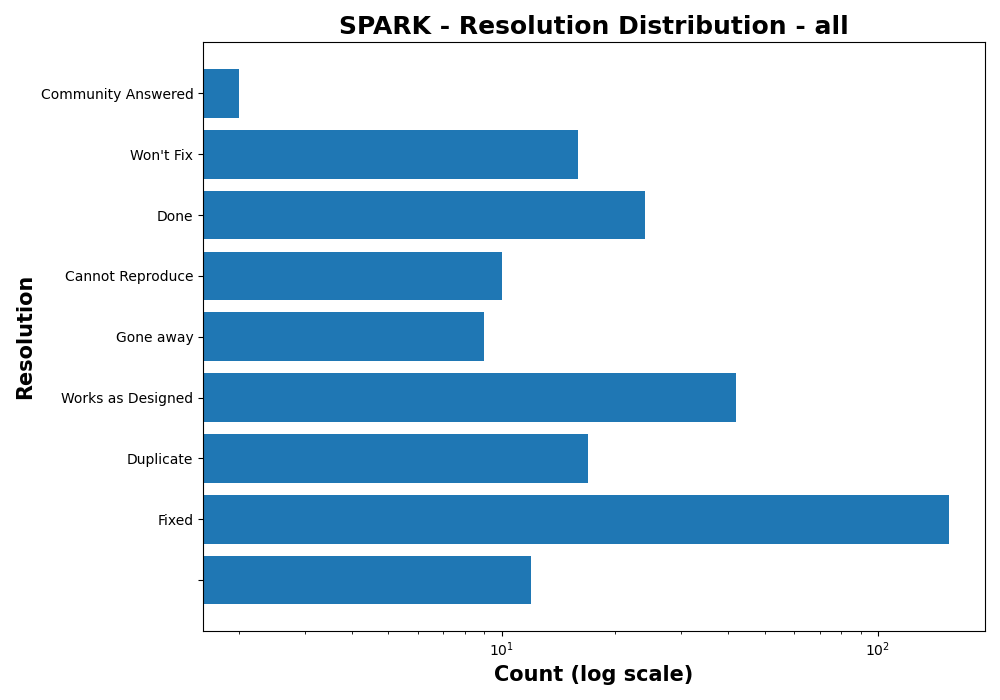 SPARK - Resolution Distribution - all
Community Answered
Won't Fix
Done
Cannot Reproduce
Gone away
Works as Designed
Duplicate
Fixed
Resolution
10¹
10²
Count (log scale)